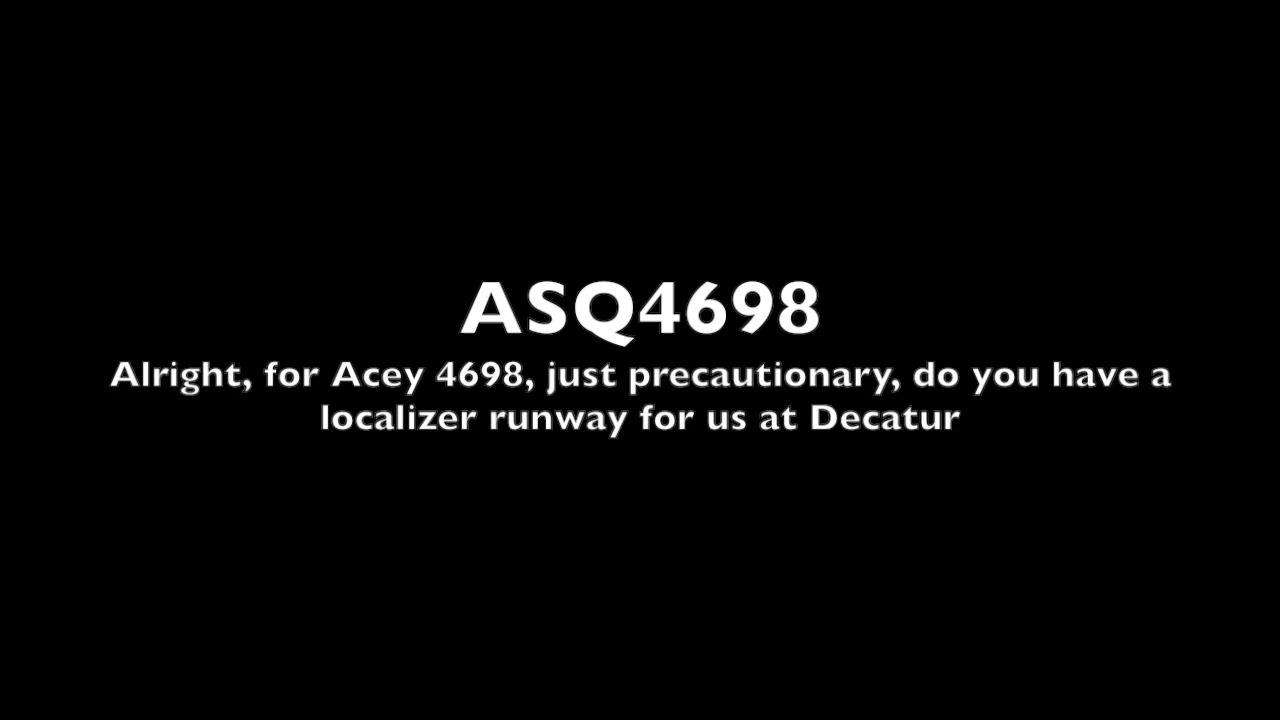 ASQ4698
Alright, for Acey 4698, just precautionary, do you have a
localizer runway for us at Decatur